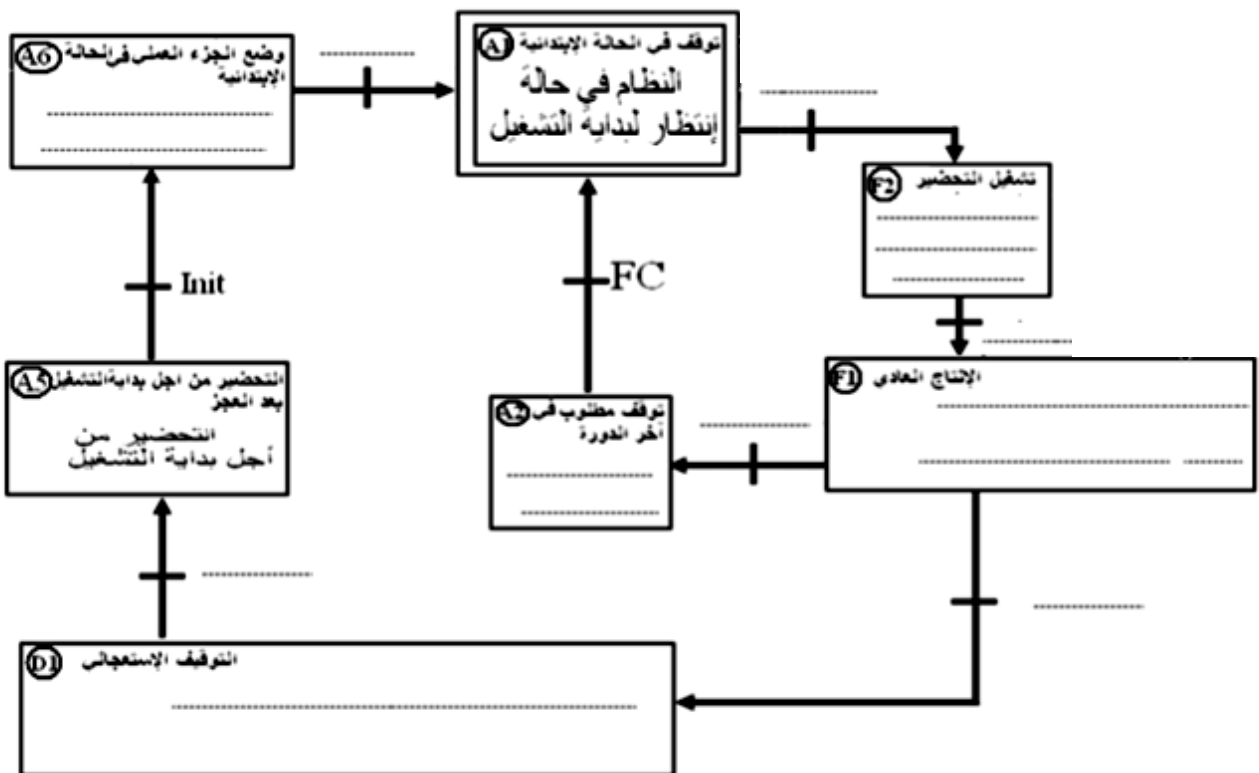 A6 وضع الجزء العملي في الحالة
الإبتدائية
A1 توقف في الحالة الإبتدائية
النظام في حالة
إنتظار لبداية التشغيل
F2 تشغيل التحضير
Init
FC
A5 التحضير من اجل بداية التشغيل
بعد العجز
التحضير من
أجل بداية التشغيل
A2 توقف مطلوب في
آخر الدورة
F1 الإنتاج العادي
D1 التوقيف الإستعجالي